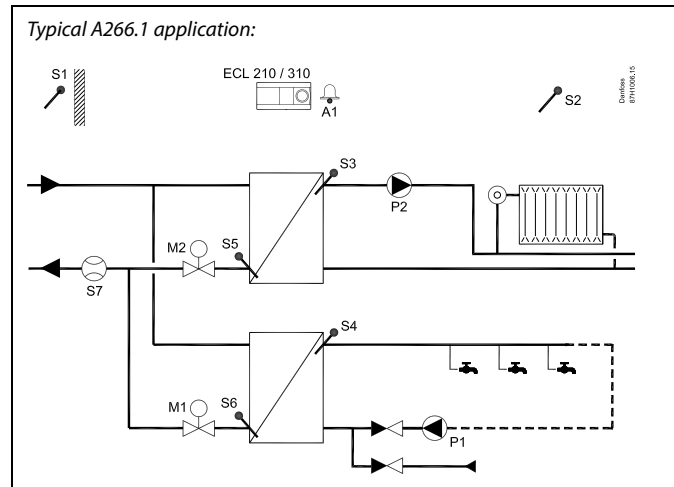 Typical A266.1 application:
S1
ECL 210 / 310
A1
S2
Danfoss
87H1006.15
S3
P2
M2
S5
S7
S4
M1
S6
P1